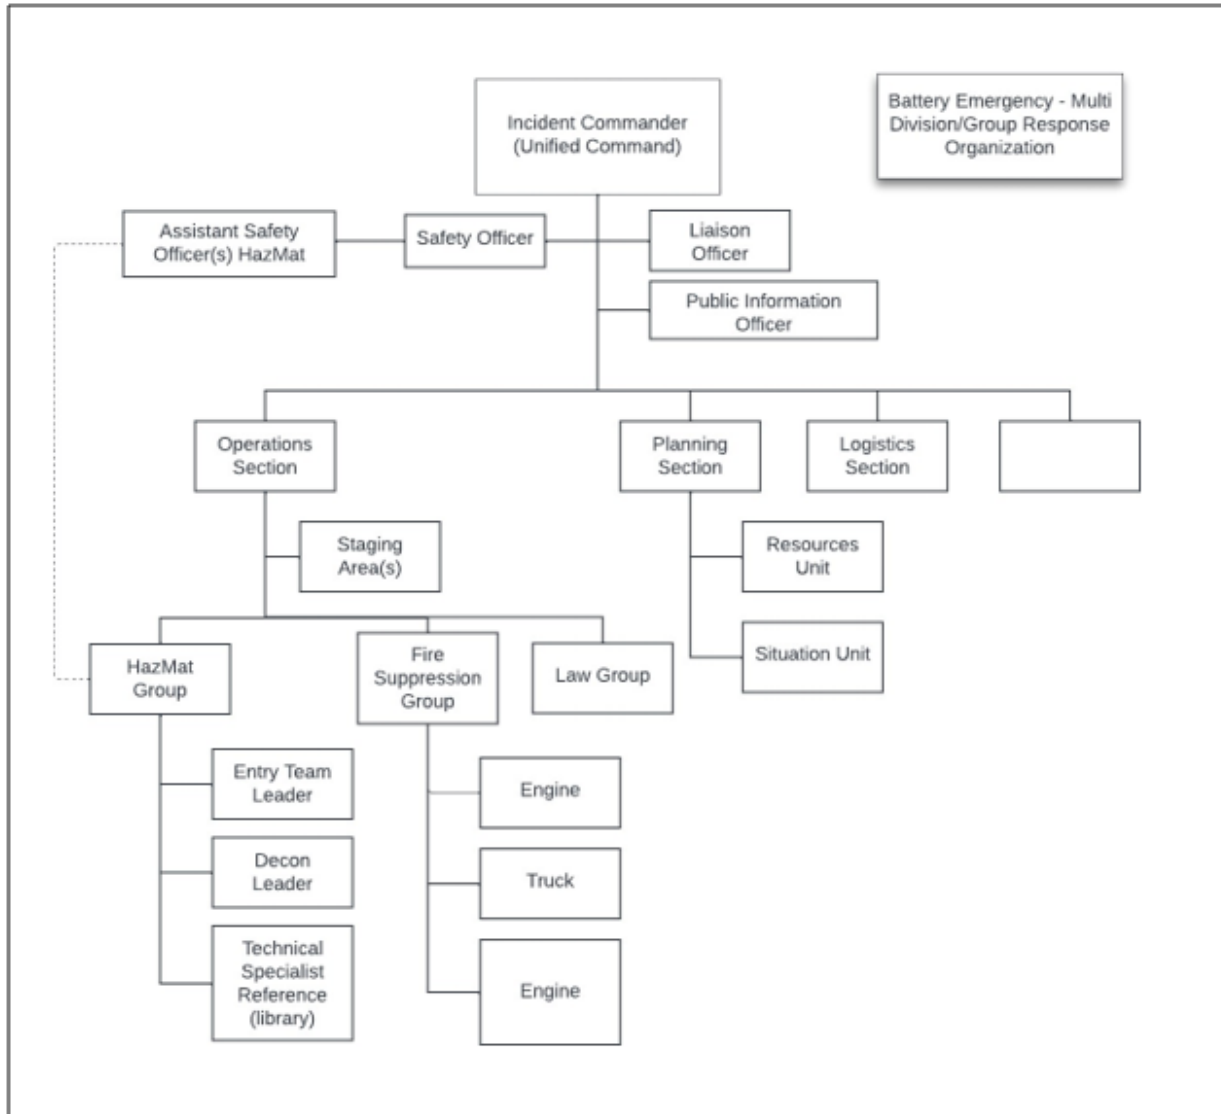 Incident Commander
(Unified Command)
Battery Emergency - Multi
Division/Group Response
Organization
Assistant Safety
Officer(s) HazMat
Safety Officer
Liaison
Officer
Public Information
Officer
Operations
Section
Planning
Section
Logistics
Section
Staging
Area(s)
Resources
Unit
HazMat
Group
Fire
Suppression
Group
Law Group
Situation Unit
Entry Team
Leader
Engine
Decon
Leader
Truck
Technical
Specialist
Reference
(library)
Engine